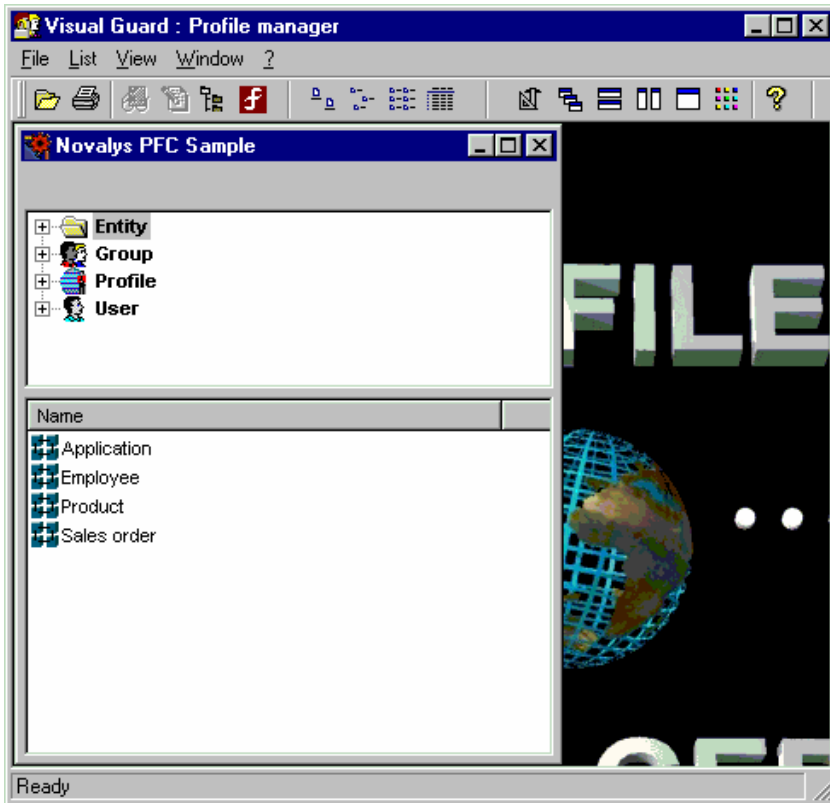 Visual Guard : Profile manager
File List View Window ?
Novalys PFC Sample
Entity
Group
Profile
User
FILE
Name
Application
Employee
Product
Sales order
...
Ready